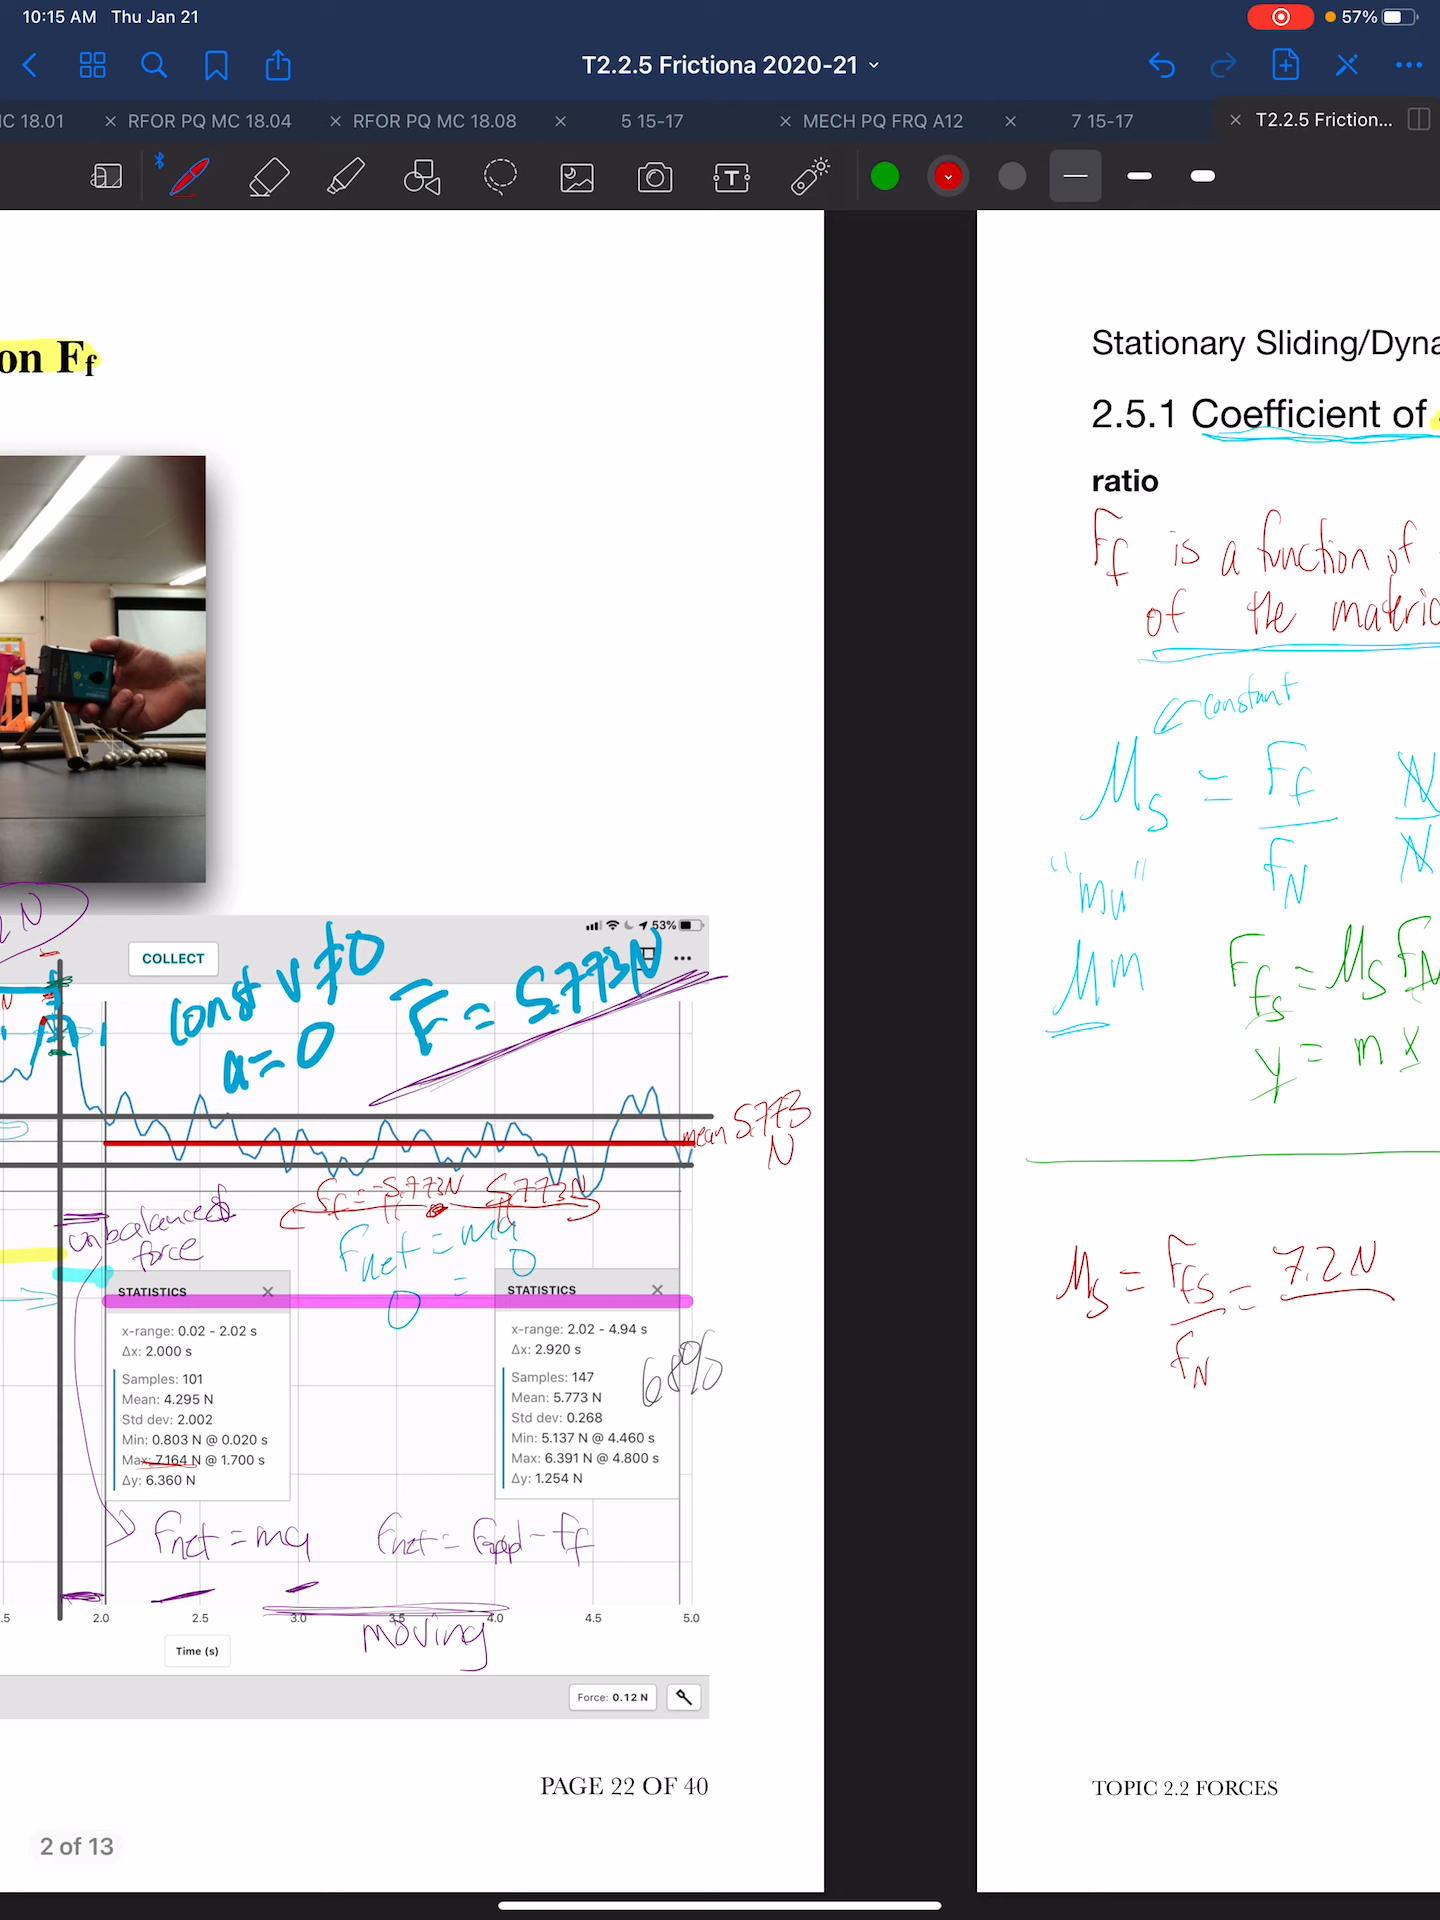 10:15 AM Thu Jan 21
57%
T2.2.5 Frictiona 2020-21
C 18.01
× RFOR PQ MC 18.04
× RFOR PQ MC 18.08
× 5 15-17
× MECH PQ FRQ A12
× 7 15-17
× T2.2.5 Friction...
on Ff
N
53%
COLLECT
const v ≠ 0
a = 0
F̄ = 5.773N
mean 5.773
N
Ff = -5.773N 5.773N
unbalanced
force
Fnet = ma
0 = 0
STATISTICS ×
x-range: 0.02 - 2.02 s
Δx: 2.000 s
Samples: 101
Mean: 4.295 N
Std dev: 2.002
Min: 0.803 N @ 0.020 s
Max: 7.164 N @ 1.700 s
Δy: 6.360 N
STATISTICS ×
x-range: 2.02 - 4.94 s
Δx: 2.920 s
Samples: 147
Mean: 5.773 N
Std dev: 0.268
Min: 5.137 N @ 4.460 s
Max: 6.391 N @ 4.800 s
Δy: 1.254 N
68%
Fnet = ma Fnet = Fappl - Ff
.5 2.0 2.5 3.0 3.5 4.0 4.5 5.0
moving
Time (s)
Force: 0.12 N
PAGE 22 OF 40
2 of 13
Stationary Sliding/Dyna
2.5.1 Coefficient of
ratio
Ff is a function of
of the materia
constant
μs = Ff / FN N / N
"mu"
μm
Ffs = μs FN
y = m x
μs = Ffs / FN = 7.2 N
TOPIC 2.2 FORCES